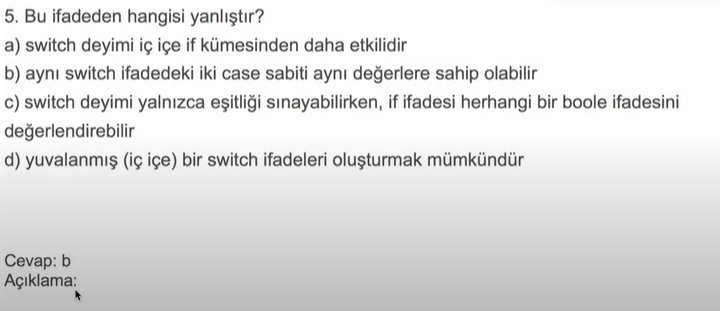 5. Bu ifadeden hangisi yanlıştır?
a) switch deyimi iç içe if kümesinden daha etkilidir
b) aynı switch ifadedeki iki case sabiti aynı değerlere sahip olabilir
c) switch deyimi yalnızca eşitliği sınayabilirken, if ifadesi herhangi bir boole ifadesini
değerlendirebilir
d) yuvalanmış (iç içe) bir switch ifadeleri oluşturmak mümkündür
Cevap: b
Açıklama: